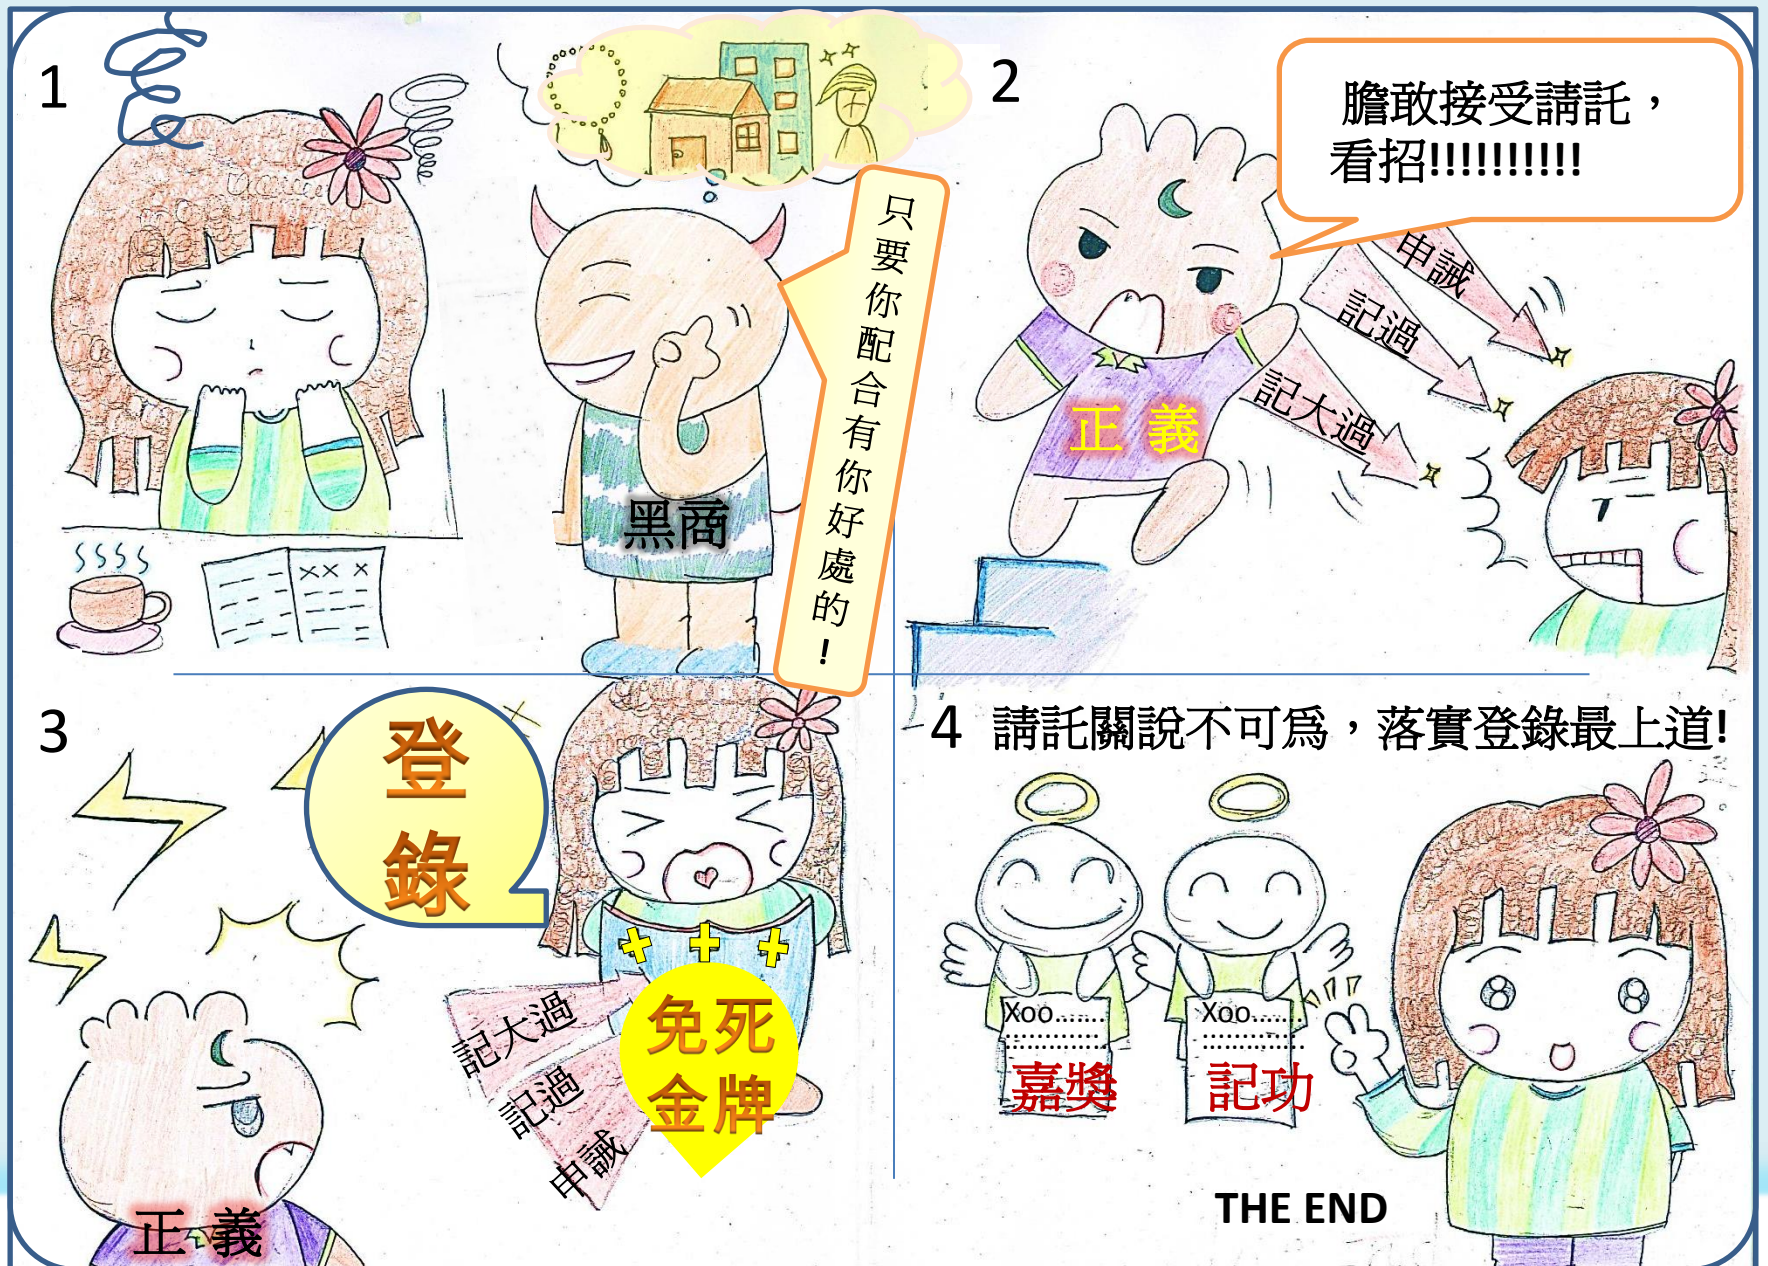 1
只要你配合有你好處的!
黑商
XX X
2
膽敢接受請託，
看招!!!!!!!!!!
申誡
記過
記大過
正義
3
登
錄
免死
金牌
記大過
記過
申誡
正義
4 請託關說不可為，落實登錄最上道!
Xoo.......
嘉獎
Xoo.......
記功
THE END